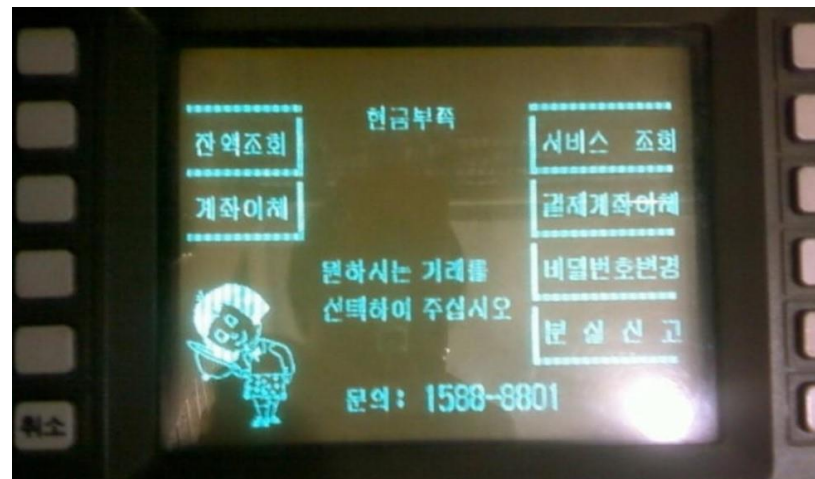 현금부족
잔액조회
서비스 조회
계좌이체
결제계좌이체
원하시는 거래를
선택하여 주십시오
비밀번호변경
분실신고
문의: 1588-8801
취소